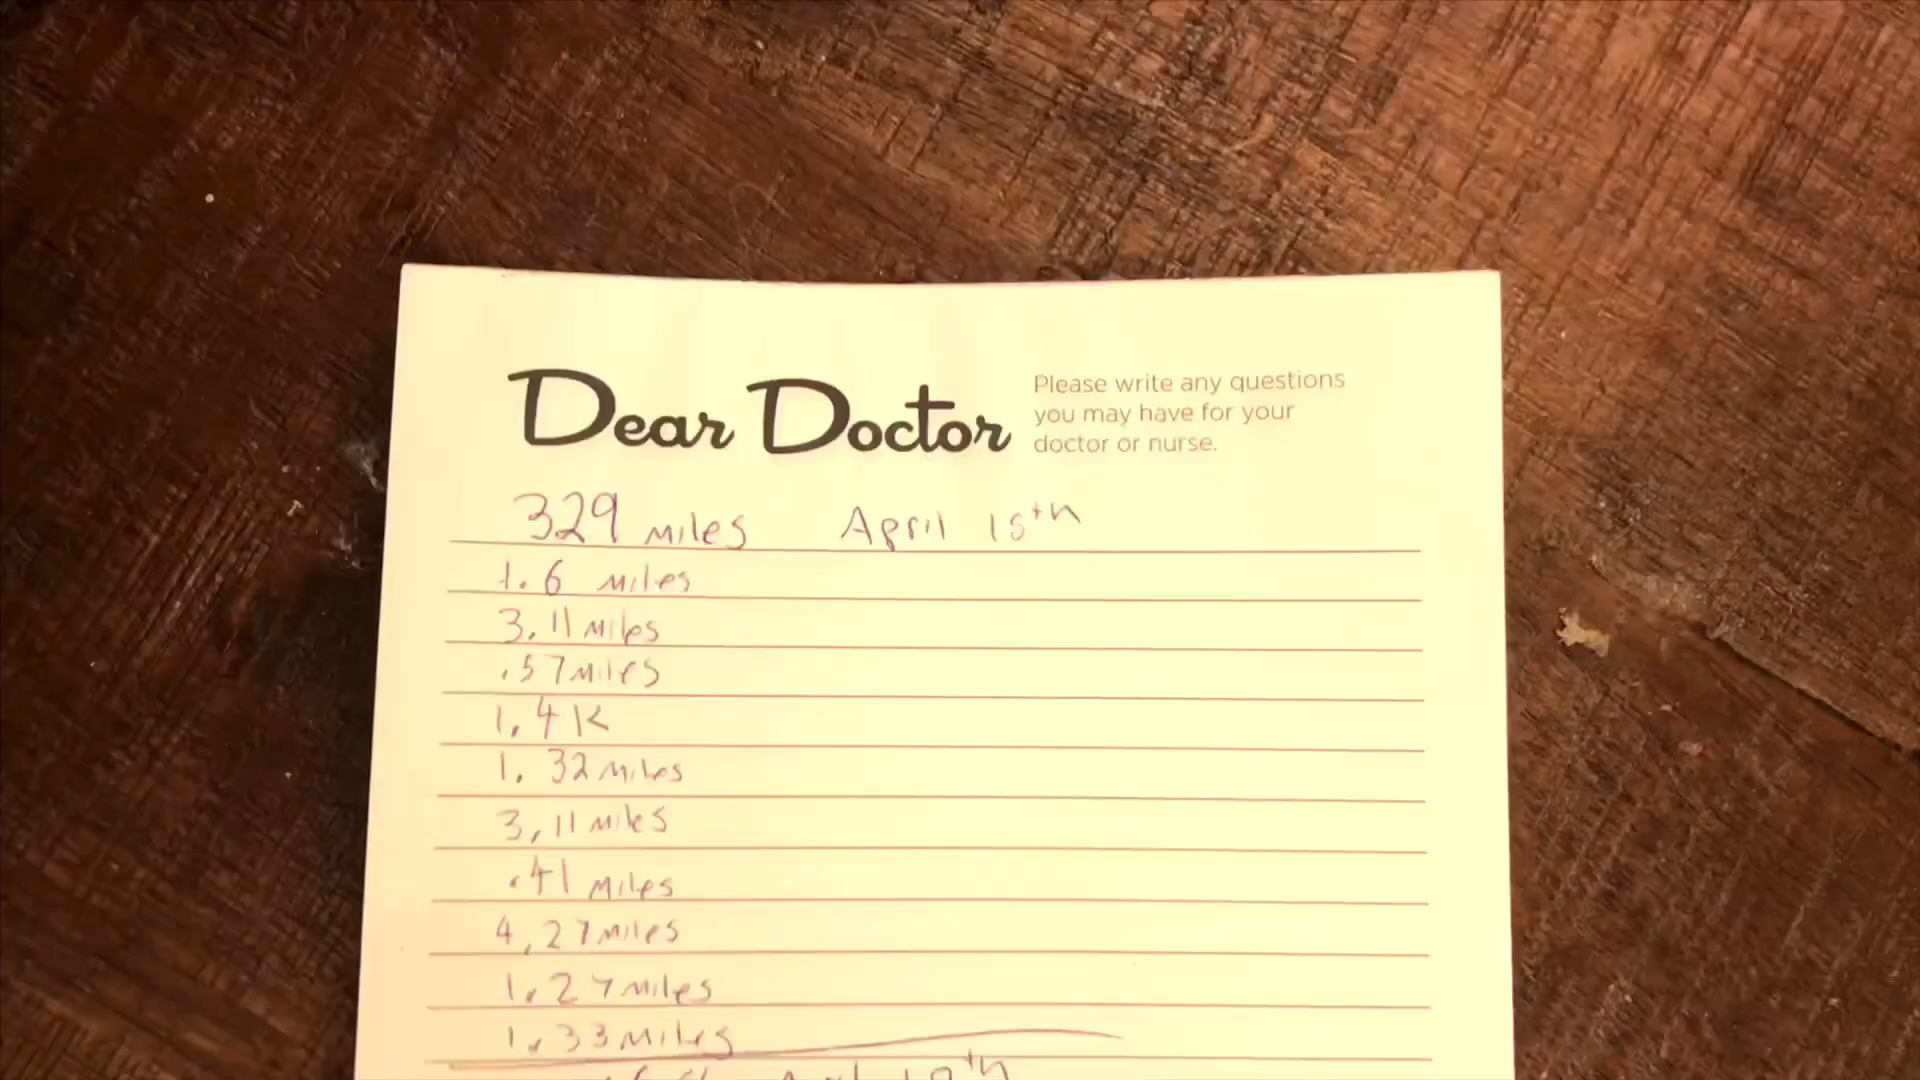 Dear Doctor
Please write any questions
you may have for your
doctor or nurse.
329 miles April 15th
1.6 miles
3.11 miles
.57 miles
1.4 K
1.32 miles
3.11 miles
.41 miles
4.27 miles
1.27 miles
1.33 miles